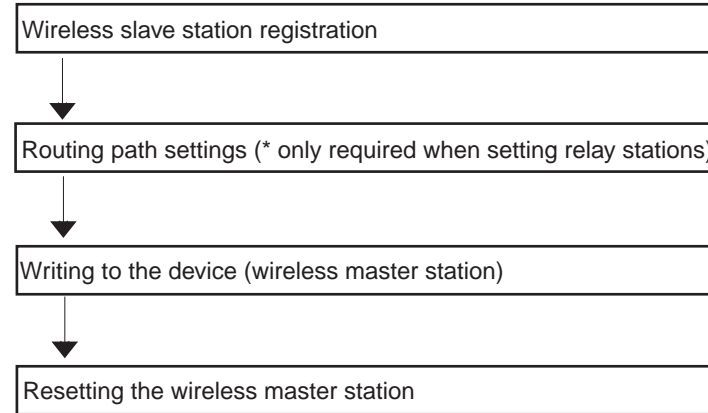 Wireless slave station registration
Routing path settings (* only required when setting relay stations)
Writing to the device (wireless master station)
Resetting the wireless master station